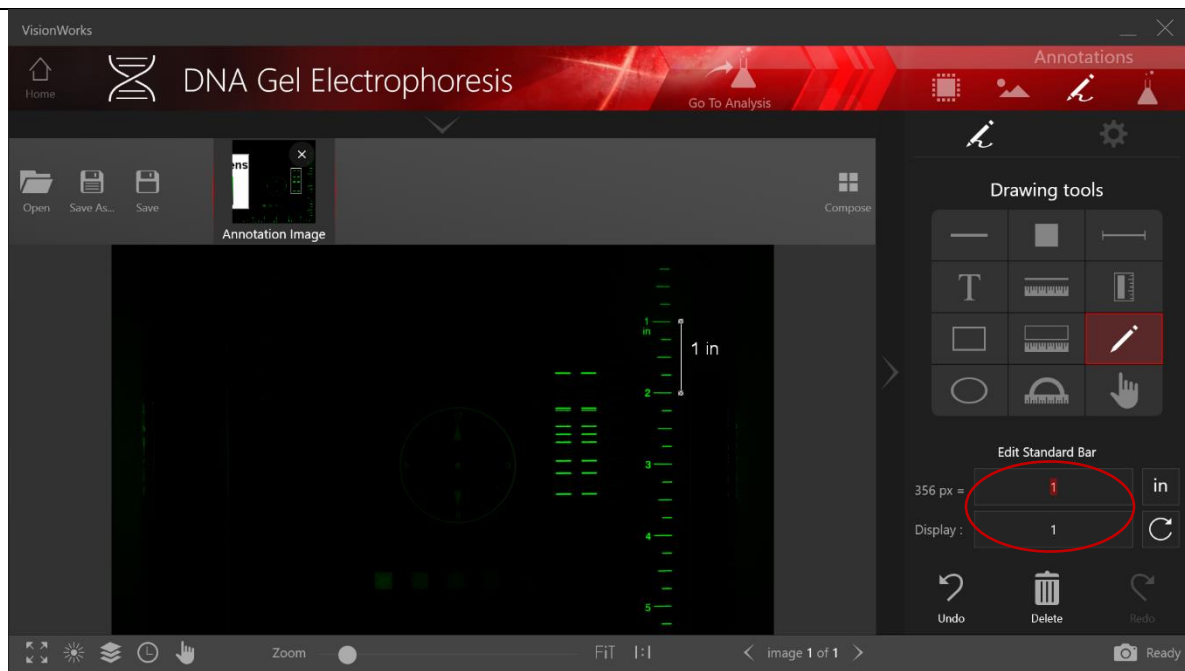 VisionWorks
Home
DNA Gel Electrophoresis
Go To Analysis
Annotations
Open
Save As...
Save
ens
Annotation Image
Compose
Drawing tools
T
1
in
1 in
2
3
4
5
Edit Standard Bar
356 px = 1 in
Display : 1
Undo
Delete
Redo
Zoom
FiT
1:1
image 1 of 1
Ready